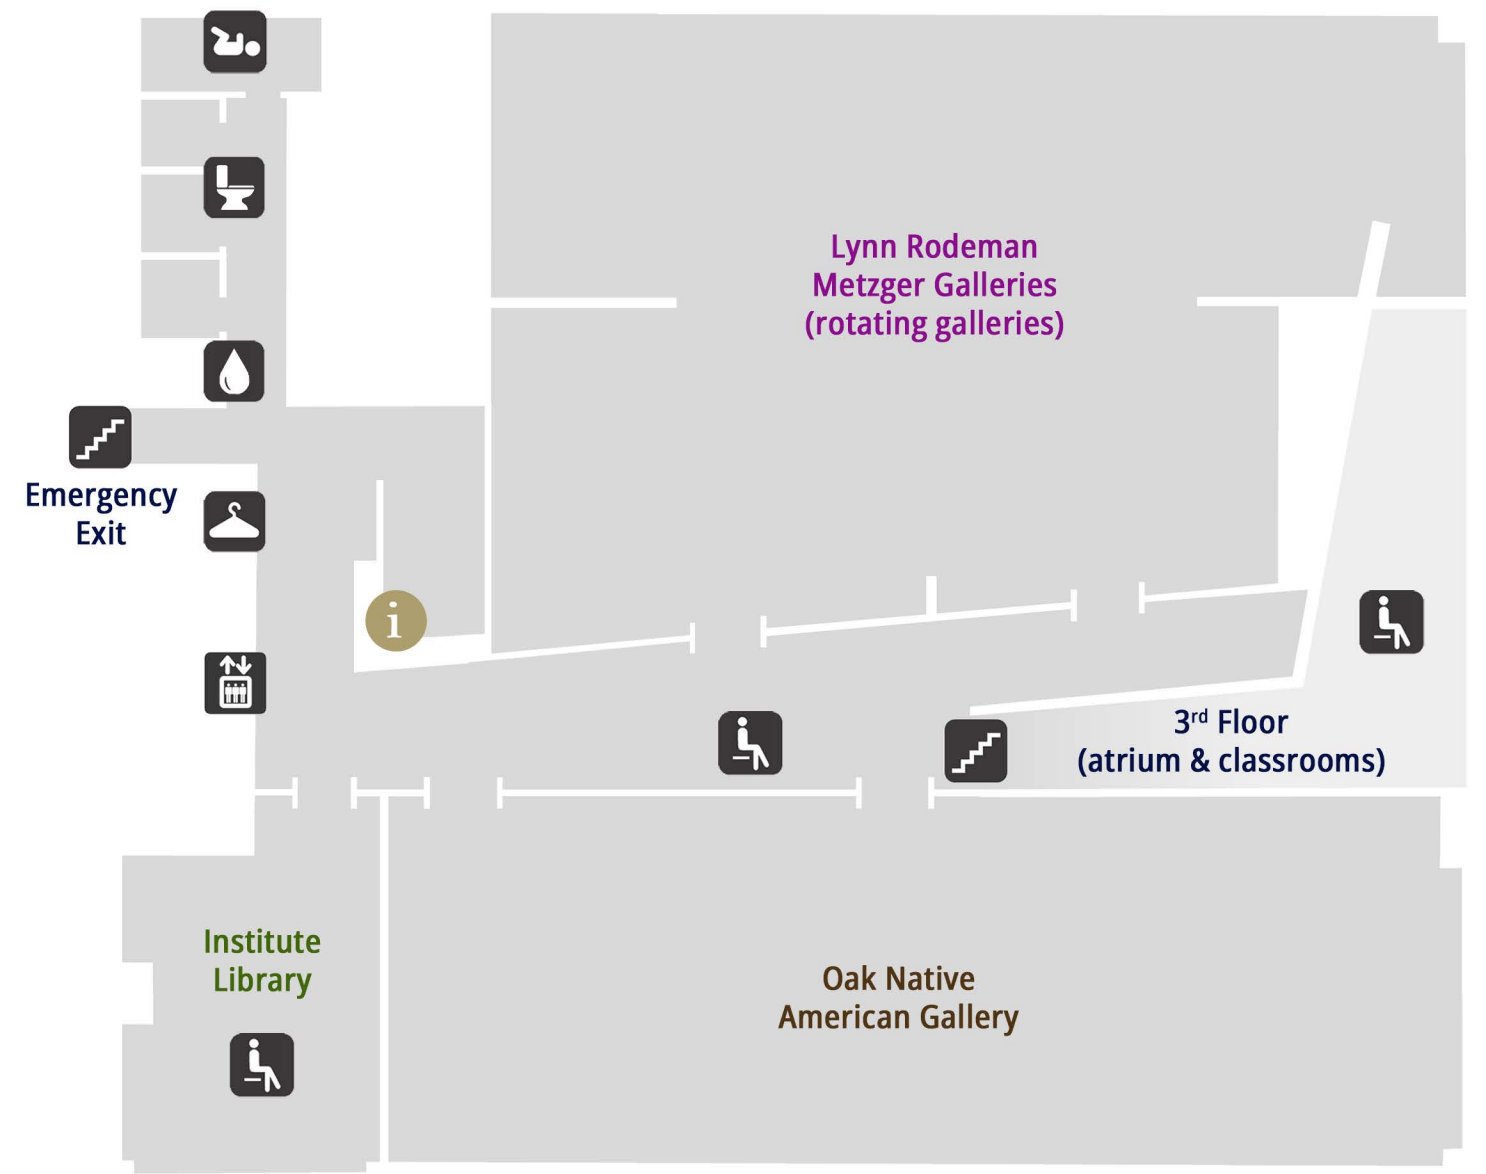 Lynn Rodeman
Metzger Galleries
(rotating galleries)
Emergency
Exit
i
3rd Floor
(atrium & classrooms)
Institute
Library
Oak Native
American Gallery